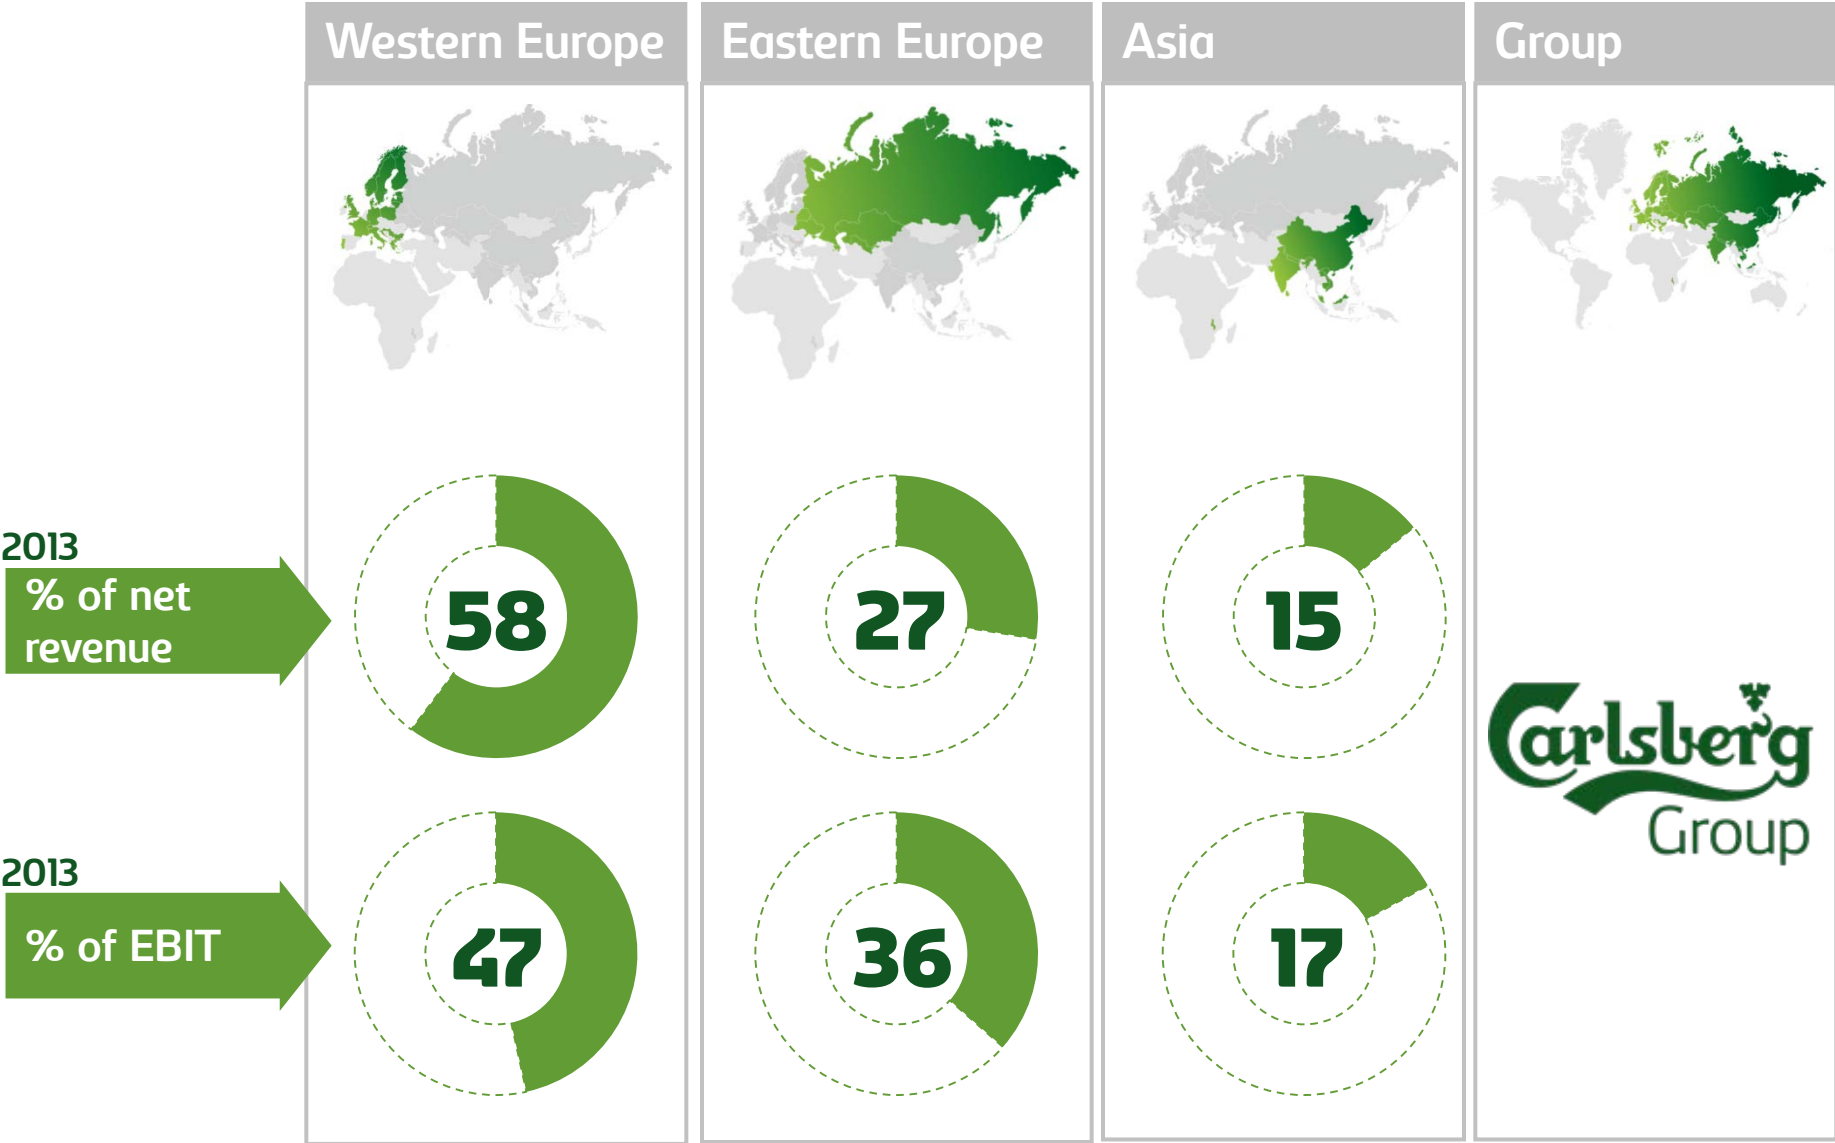 Western Europe
Eastern Europe
Asia
Group
2013
% of net
revenue
58
27
15
Carlsberg
Group
2013
% of EBIT
47
36
17